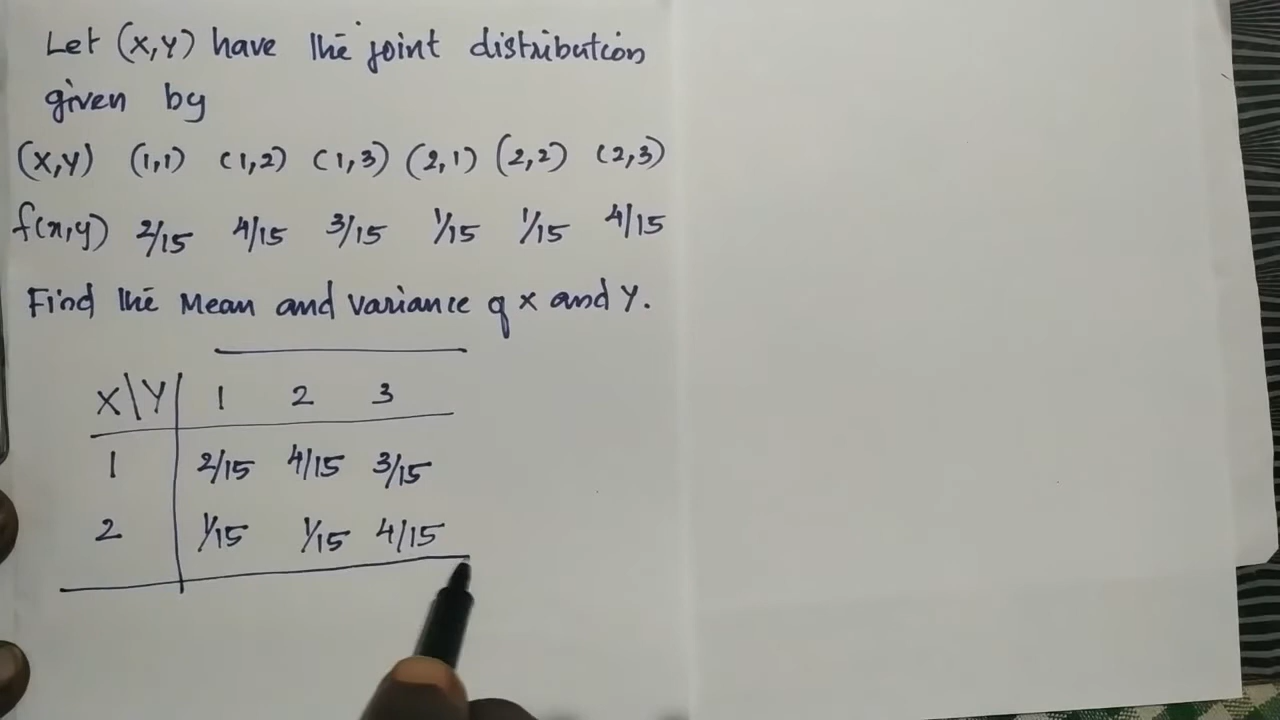 Let (X,Y) have the joint distribution
given by
(X,Y) (1,1) (1,2) (1,3) (2,1) (2,2) (2,3)
f(x,y) 2/15 4/15 3/15 1/15 1/15 4/15
Find the Mean and variance of X and Y.
X\Y 1 2 3
1 2/15 4/15 3/15
2 1/15 1/15 4/15